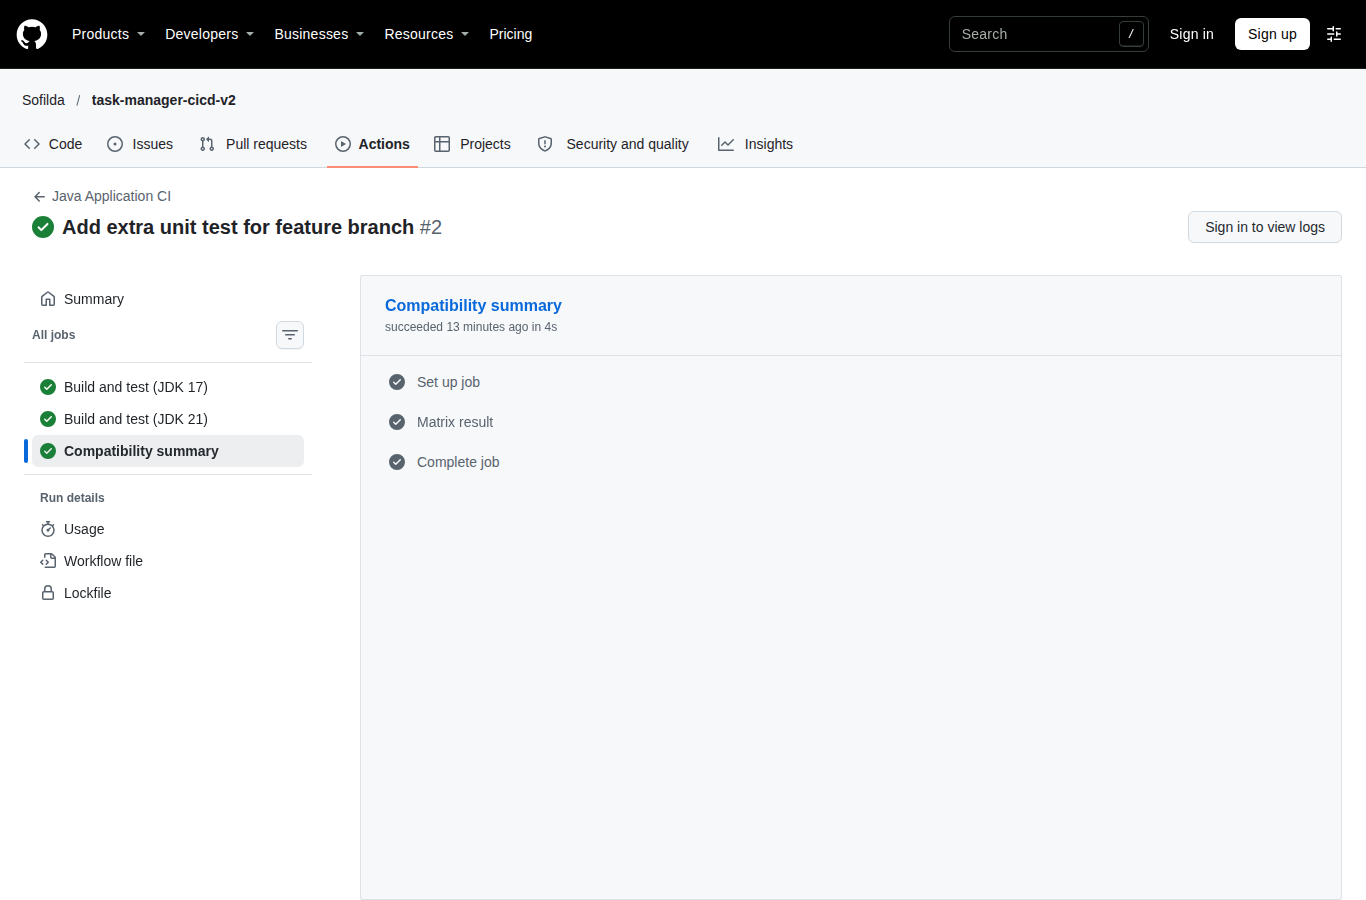 Products Developers Businesses Resources Pricing Search / Sign in Sign up
Sofilda / task-manager-cicd-v2
Code Issues Pull requests Actions Projects Security and quality Insights
Java Application CI
Add extra unit test for feature branch #2
Sign in to view logs
Summary
All jobs
Build and test (JDK 17)
Build and test (JDK 21)
Compatibility summary
Run details
Usage
Workflow file
Lockfile
Compatibility summary
succeeded 13 minutes ago in 4s
Set up job
Matrix result
Complete job